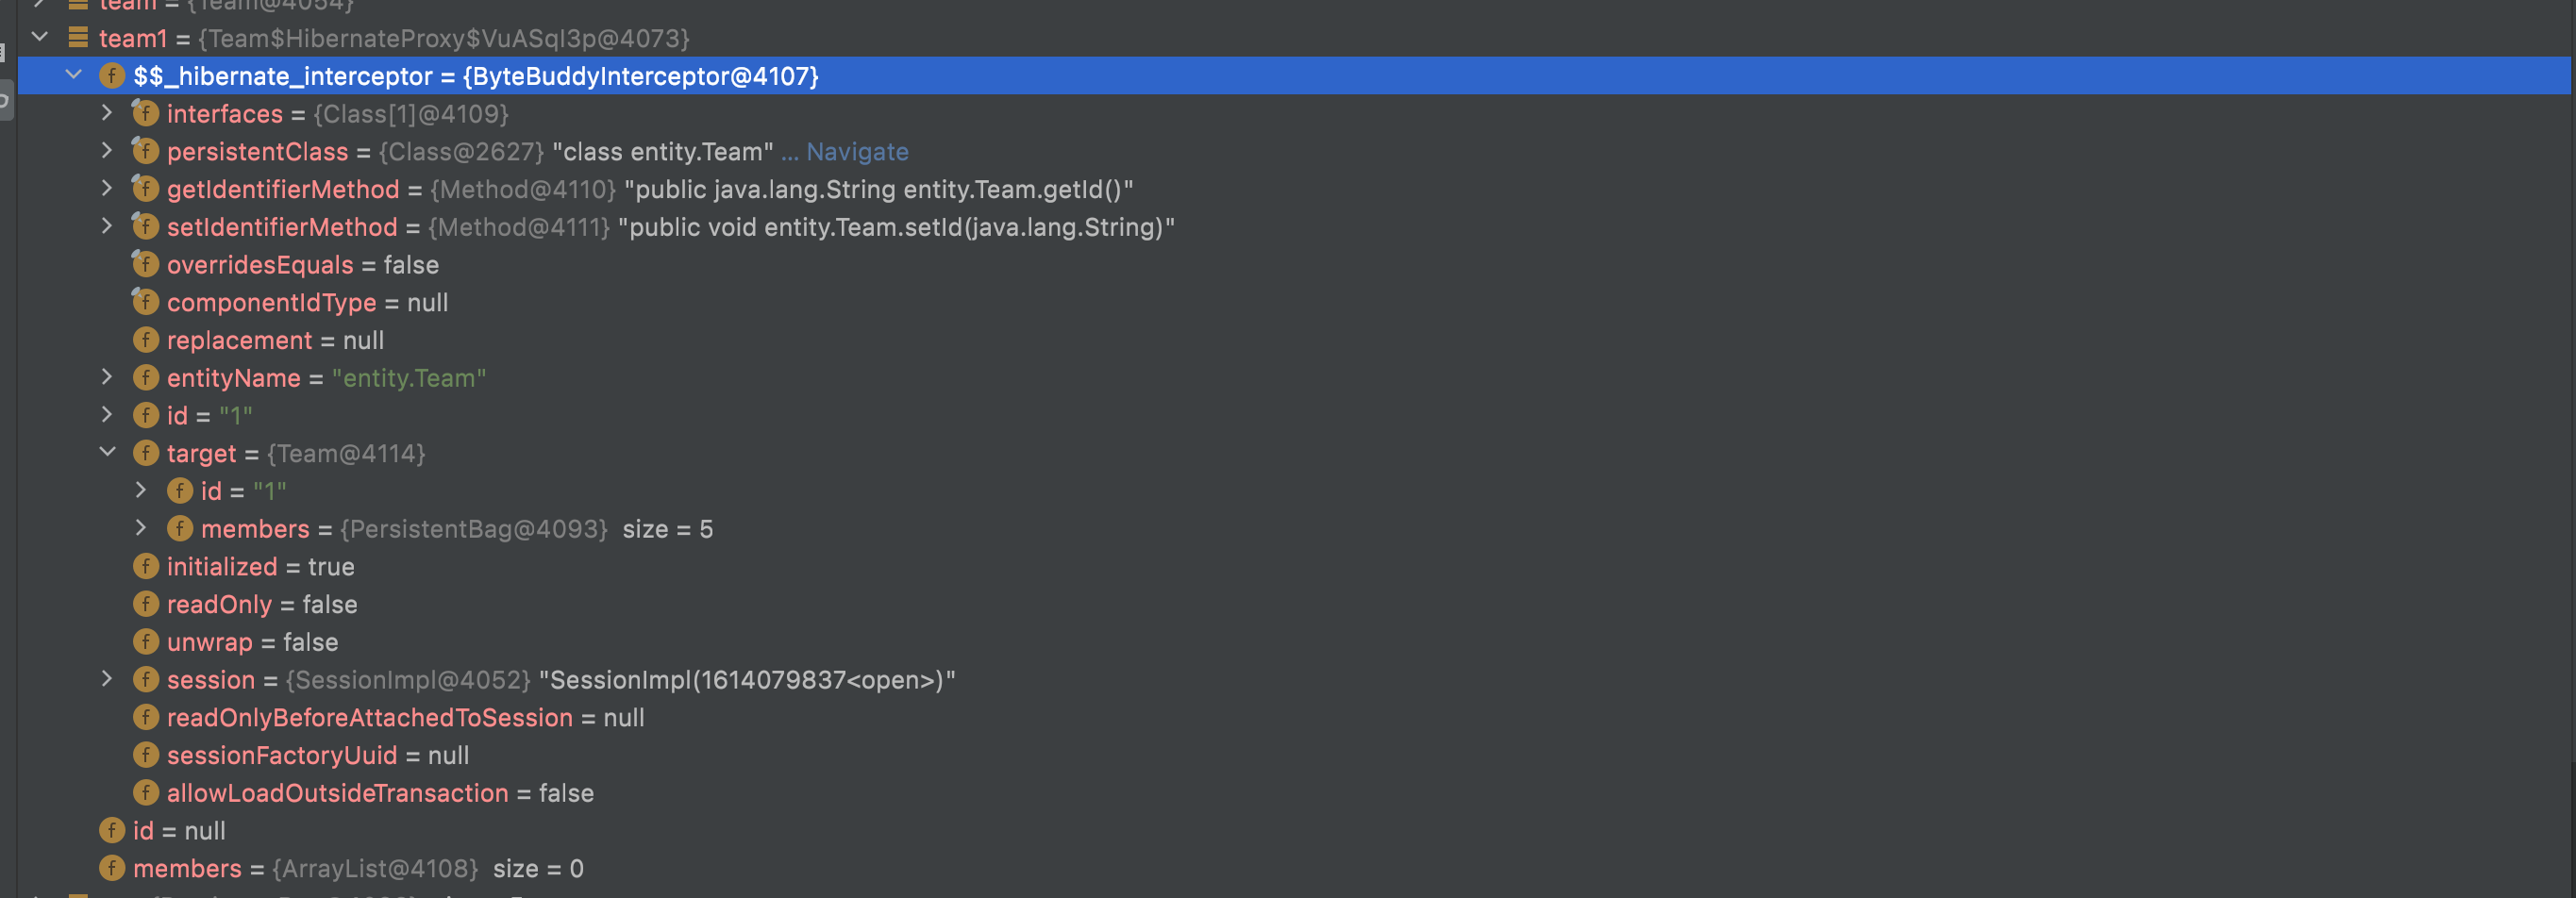 team = {Team@4054}
team1 = {Team$HibernateProxy$VuASqI3p@4073}
f $$_hibernate_interceptor = {ByteBuddyInterceptor@4107}
f interfaces = {Class[1]@4109}
f persistentClass = {Class@2627} "class entity.Team" ... Navigate
f getIdentifierMethod = {Method@4110} "public java.lang.String entity.Team.getId()"
f setIdentifierMethod = {Method@4111} "public void entity.Team.setId(java.lang.String)"
f overridesEquals = false
f componentIdType = null
f replacement = null
f entityName = "entity.Team"
f id = "1"
f target = {Team@4114}
f id = "1"
f members = {PersistentBag@4093} size = 5
f initialized = true
f readOnly = false
f unwrap = false
f session = {SessionImpl@4052} "SessionImpl(1614079837<open>)"
f readOnlyBeforeAttachedToSession = null
f sessionFactoryUuid = null
f allowLoadOutsideTransaction = false
f id = null
f members = {ArrayList@4108} size = 0